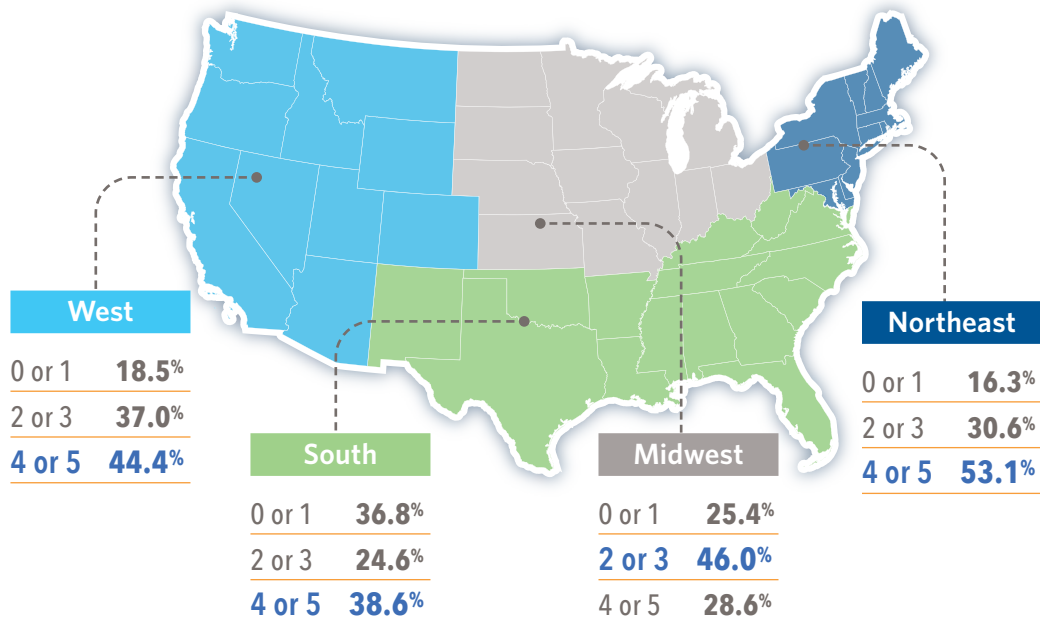 West
0 or 1 18.5%
2 or 3 37.0%
4 or 5 44.4%
South
0 or 1 36.8%
2 or 3 24.6%
4 or 5 38.6%
Midwest
0 or 1 25.4%
2 or 3 46.0%
4 or 5 28.6%
Northeast
0 or 1 16.3%
2 or 3 30.6%
4 or 5 53.1%